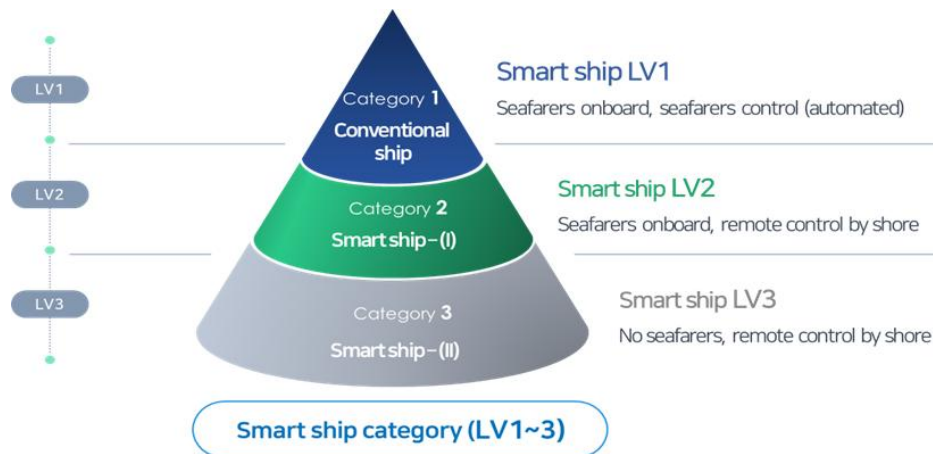 LV1
Category 1
Conventional
ship
Smart ship LV1
Seafarers onboard, seafarers control (automated)
LV2
Category 2
Smart ship-(I)
Smart ship LV2
Seafarers onboard, remote control by shore
LV3
Category 3
Smart ship-(II)
Smart ship LV3
No seafarers, remote control by shore
Smart ship category (LV1~3)